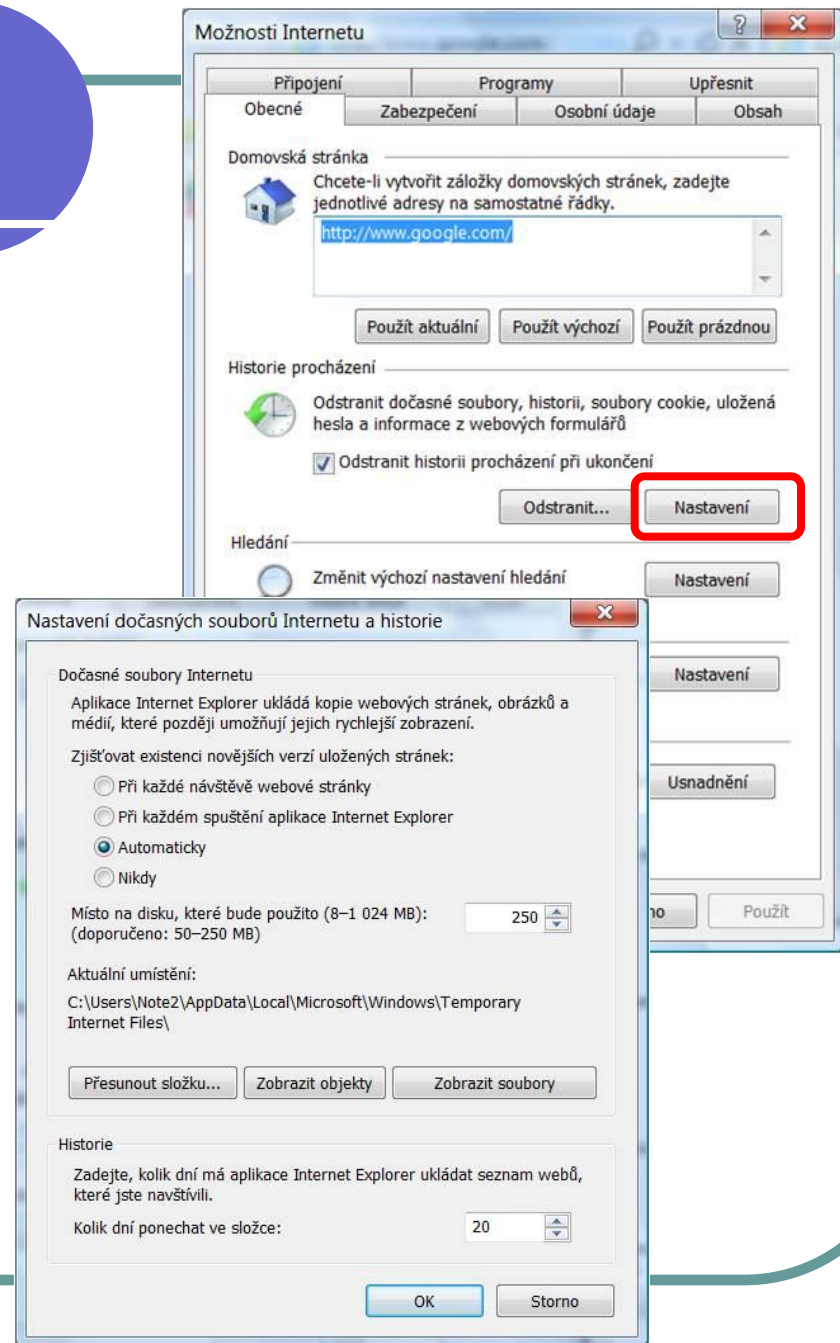 Možnosti Internetu
Připojení
Programy
Upřesnit
Obecné
Zabezpečení
Osobní údaje
Obsah
Domovská stránka
Chcete-li vytvořit záložky domovských stránek, zadejte
jednotlivé adresy na samostatné řádky.
http://www.google.com/
Použít aktuální
Použít výchozí
Použít prázdnou
Historie procházení
Odstranit dočasné soubory, historii, soubory cookie, uložená
hesla a informace z webových formulářů
Odstranit historii procházení při ukončení
Odstranit...
Nastavení
Hledání
Změnit výchozí nastavení hledání
Nastavení
Nastavení
Usnadnění
Použít
Nastavení dočasných souborů Internetu a historie
Dočasné soubory Internetu
Aplikace Internet Explorer ukládá kopie webových stránek, obrázků a
médií, které později umožňují jejich rychlejší zobrazení.
Zjišťovat existenci novějších verzí uložených stránek:
Při každé návštěvě webové stránky
Při každém spuštění aplikace Internet Explorer
Automaticky
Nikdy
Místo na disku, které bude použito (8–1 024 MB):
250
(doporučeno: 50–250 MB)
Aktuální umístění:
C:\Users\Note2\AppData\Local\Microsoft\Windows\Temporary
Internet Files\
Přesunout složku...
Zobrazit objekty
Zobrazit soubory
Historie
Zadejte, kolik dní má aplikace Internet Explorer ukládat seznam webů,
které jste navštívili.
Kolik dní ponechat ve složce:
20
OK
Storno